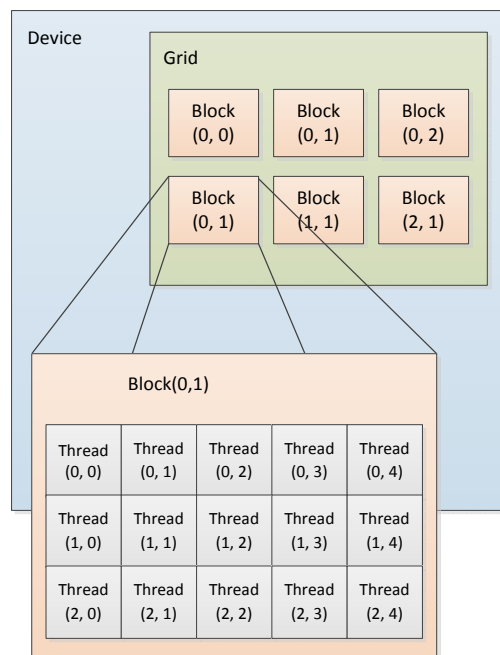 Device
Grid
Block
(0, 0)
Block
(0, 1)
Block
(0, 2)
Block
(0, 1)
Block
(1, 1)
Block
(2, 1)
Block(0,1)
Thread
(0, 0)
Thread
(0, 1)
Thread
(0, 2)
Thread
(0, 3)
Thread
(0, 4)
Thread
(1, 0)
Thread
(1, 1)
Thread
(1, 2)
Thread
(1, 3)
Thread
(1, 4)
Thread
(2, 0)
Thread
(2, 1)
Thread
(2, 2)
Thread
(2, 3)
Thread
(2, 4)